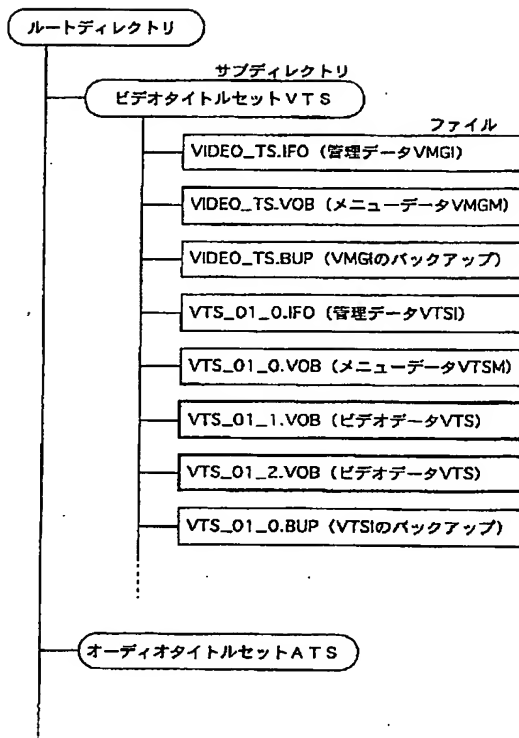 ルートディレクトリ
サブディレクトリ
ビデオタイトルセットVTS
ファイル
VIDEO_TS.IFO (管理データVMGI)
VIDEO_TS.VOB (メニューデータVMGM)
VIDEO_TS.BUP (VMGIのバックアップ)
VTS_01_0.IFO (管理データVTSI)
VTS_01_0.VOB (メニューデータVTSM)
VTS_01_1.VOB (ビデオデータVTS)
VTS_01_2.VOB (ビデオデータVTS)
VTS_01_0.BUP (VTSIのバックアップ)
オーディオタイトルセットATS